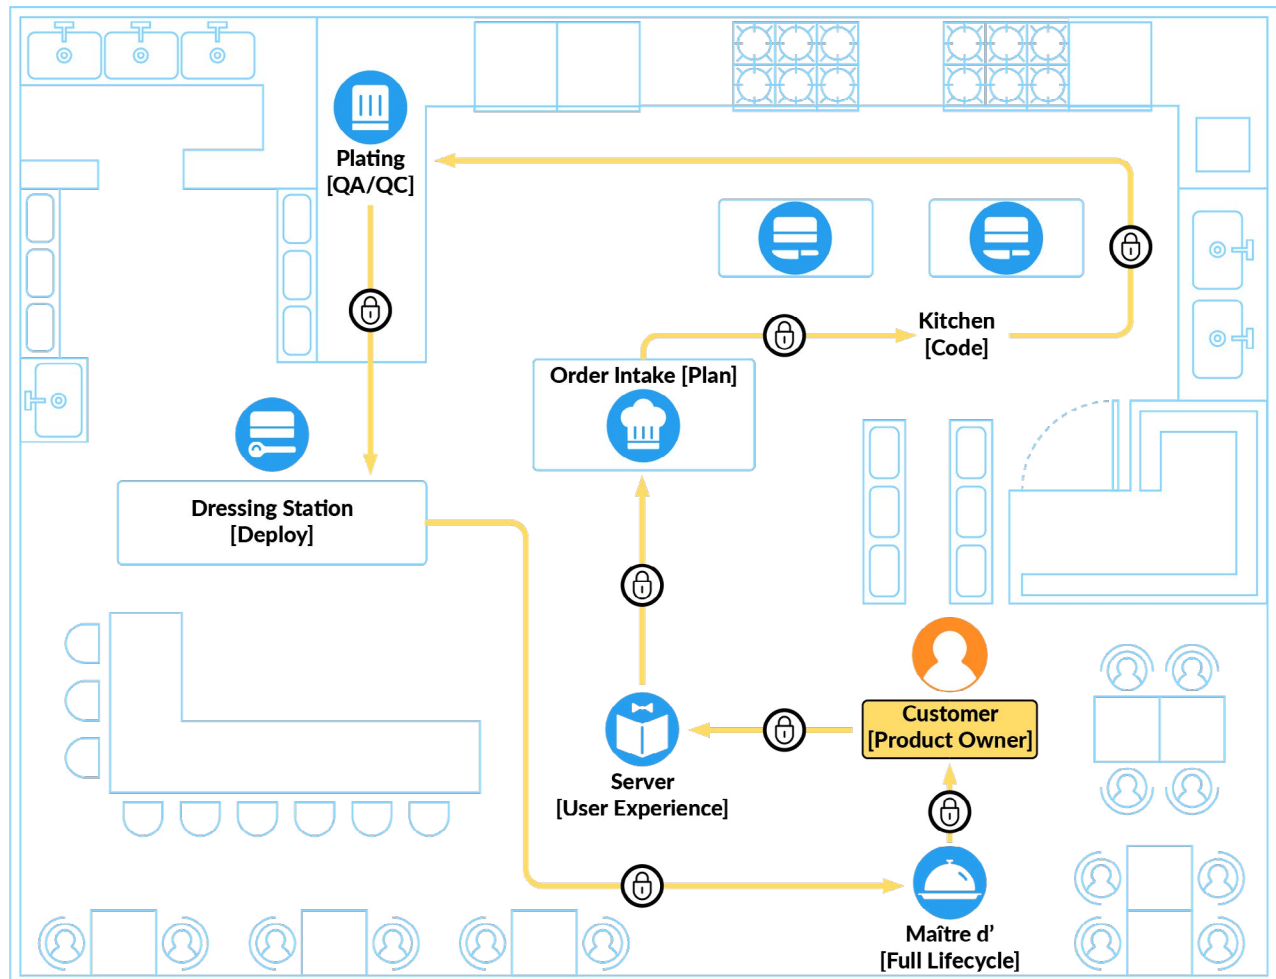 Plating
[QA/QC]
Kitchen
[Code]
Order Intake [Plan]
Dressing Station
[Deploy]
Customer
[Product Owner]
Server
[User Experience]
Maître d’
[Full Lifecycle]